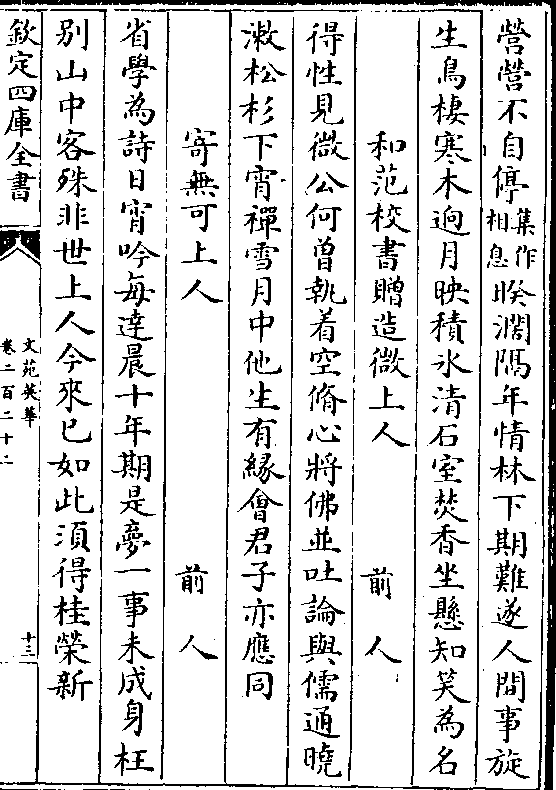 營營不自停集作相息睽濶隔年情林下期難遂人間事旋
生鳥棲寒木逈月映積氷清石室焚香坐懸知笑為名
和范校書贈造微上人 前人
得性見微公何曽執着空脩心將佛並吐論與儒通曉
漱松杉下宵禪雪月中他生有縁會君子亦應同
寄無可上人 前人
省學為詩日宵吟每達晨十年期是夢一事未成身枉
别山中客殊非世上人今來已如此須得桂榮新
欽定四庫全書
文苑英華
卷二百二十二
十三